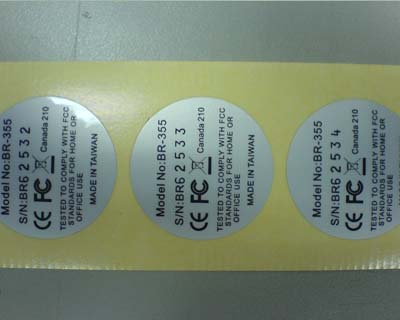 Model No:BR-355
S/N:BR6 2 5 3 2
CE FC Canada 210
TESTED TO COMPLY WITH FCC
STANDARDS FOR HOME OR
OFFICE USE
MADE IN TAIWAN
Model No:BR-355
S/N:BR6 2 5 3 3
CE FC Canada 210
TESTED TO COMPLY WITH FCC
STANDARDS FOR HOME OR
OFFICE USE
MADE IN TAIWAN
Model No:BR-355
S/N:BR6 2 5 3 4
CE FC Canada 210
TESTED TO COMPLY WITH FCC
STANDARDS FOR HOME OR
OFFICE USE